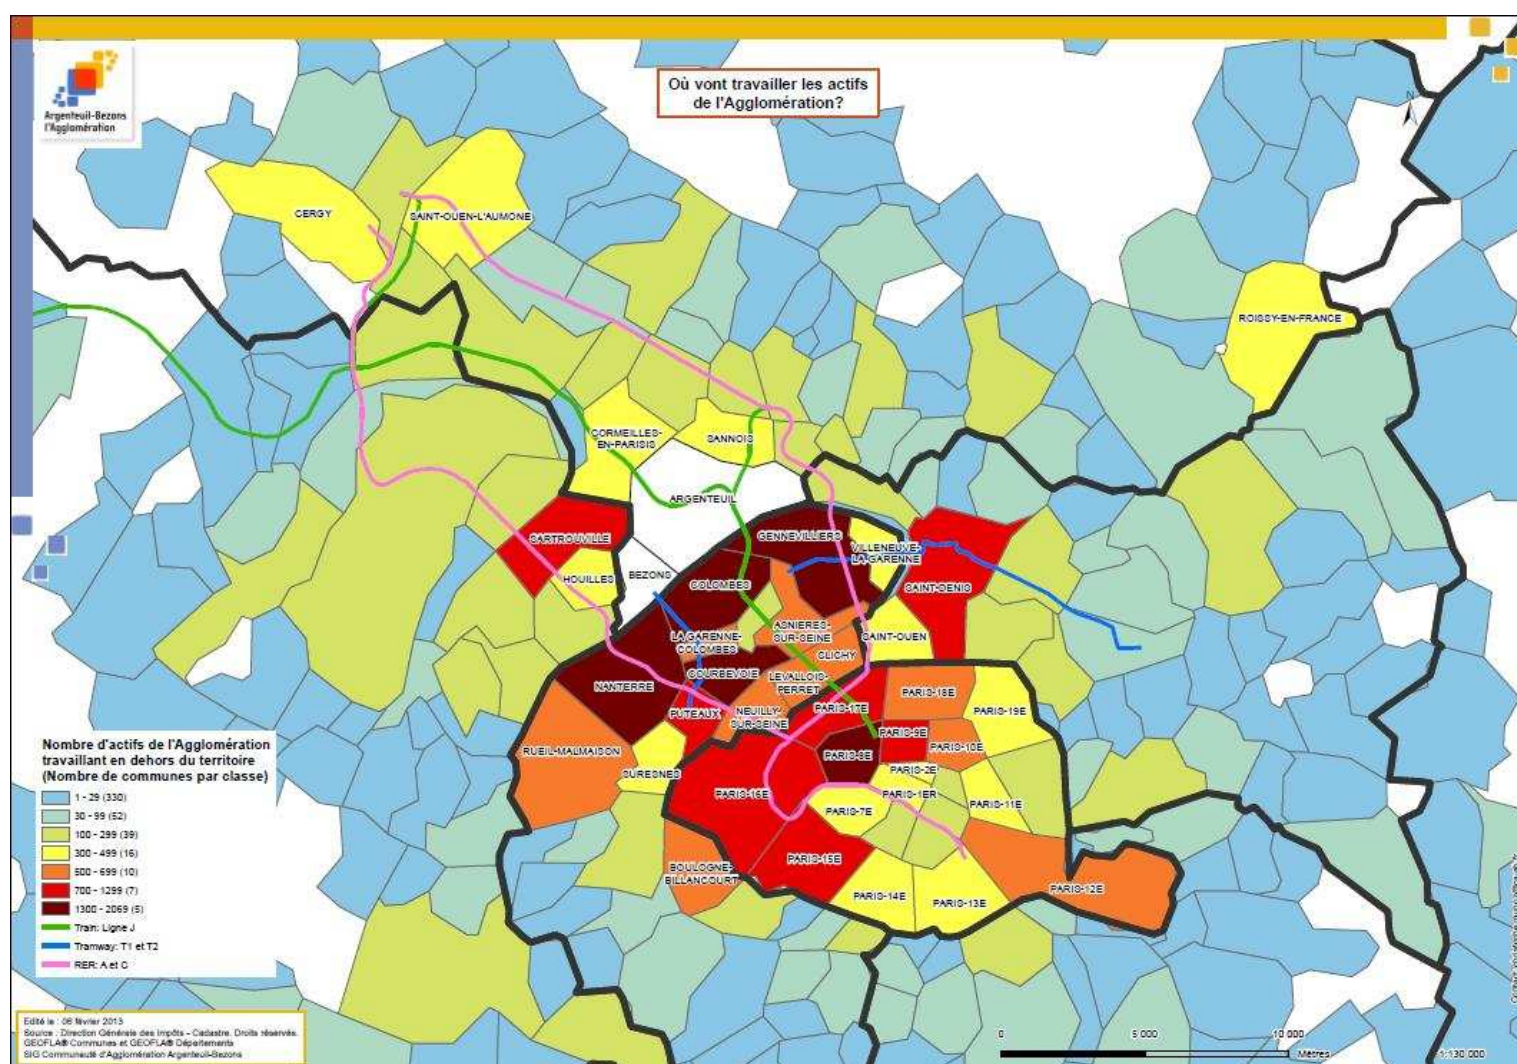 Où vont travailler les actifs
de l'Agglomération?
Argenteuil-Bezons
l'Agglomération
N
CERGY
SAINT-OUEN-L'AUMONE
ROISSY-EN-FRANCE
CORMEILLES-
EN-PARISIS
SANNOIS
ARGENTEUIL
SARTROUVILLE
GENNEVILLIERS
VILLENEUVE-
LA-GARENNE
HOUILLES
BEZONS
COLOMBES
SAINT-DENIS
LA GARENNE-
COLOMBES
ASNIERES-
SUR-SEINE
SAINT-OUEN
CLICHY
COURBEVOIE
LEVALLOIS-
PERRET
NANTERRE
PUTEAUX
NEUILLY-
SUR-SEINE
PARIS-17E
PARIS-18E
PARIS-19E
PARIS-9E
PARIS-10E
RUEIL-MALMAISON
SURESNES
PARIS-8E
PARIS-2E
PARIS-16E
PARIS-1ER
PARIS-7E
PARIS-11E
BOULOGNE-
BILLANCOURT
PARIS-15E
PARIS-14E
PARIS-13E
PARIS-12E
Nombre d'actifs de l'Agglomération
travaillant en dehors du territoire
(Nombre de communes par classe)
1 - 29 (330)
30 - 99 (52)
100 - 299 (39)
300 - 499 (16)
500 - 699 (10)
700 - 1299 (7)
1300 - 2069 (5)
Train: Ligne J
Tramway: T1 et T2
RER: A et C
Edité le : 06 février 2013
Source : Direction Générale des Impôts - Cadastre. Droits réservés.
GEOFLA® Communes et GEOFLA® Départements
SIG Communauté d'Agglomération Argenteuil-Bezons
0 5 000 10 000
Mètres
1:130 000